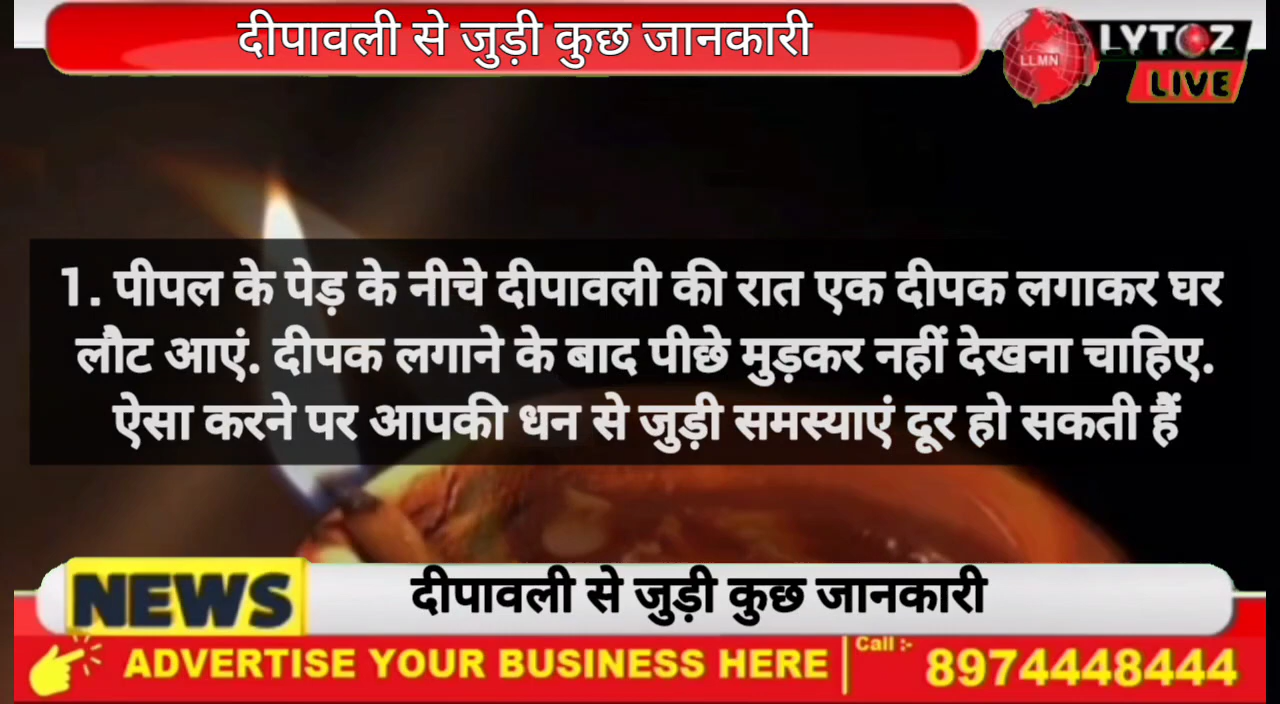 दीपावली से जुड़ी कुछ जानकारी
LLMN
LYTOZ
LIVE
1. पीपल के पेड़ के नीचे दीपावली की रात एक दीपक लगाकर घर
लौट आएं. दीपक लगाने के बाद पीछे मुड़कर नहीं देखना चाहिए.
ऐसा करने पर आपकी धन से जुड़ी समस्याएं दूर हो सकती हैं
NEWS
दीपावली से जुड़ी कुछ जानकारी
ADVERTISE YOUR BUSINESS HERE
Call :-
8974448444